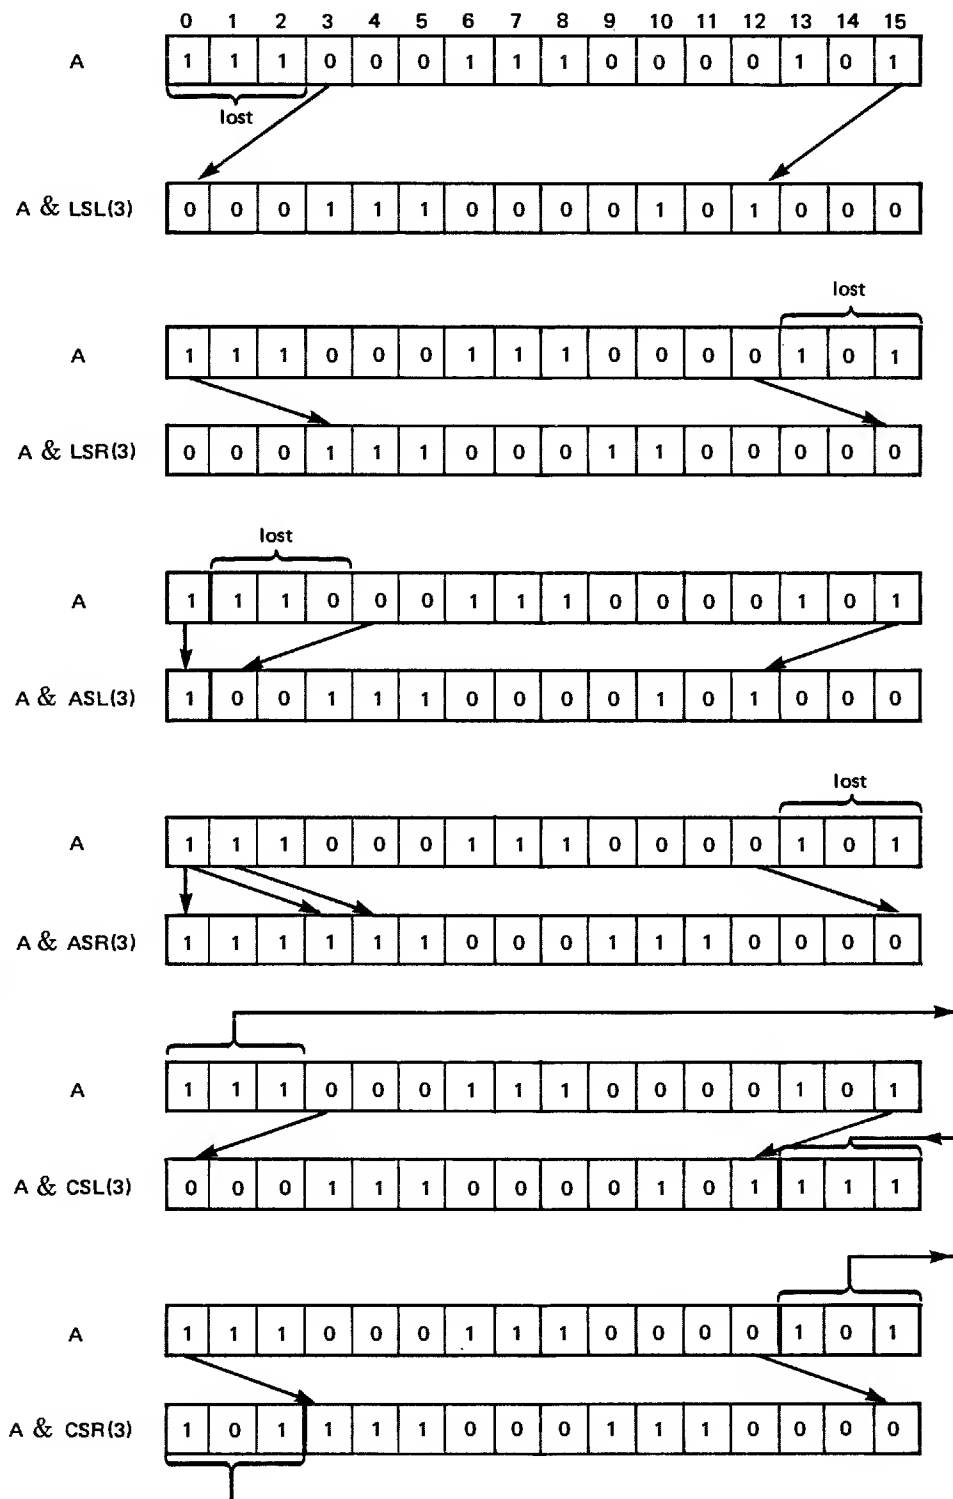 0 1 2 3 4 5 6 7 8 9 10 11 12 13 14 15
A 1 1 1 0 0 0 1 1 1 0 0 0 0 1 0 1
lost
A & LSL(3) 0 0 0 1 1 1 0 0 0 0 1 0 1 0 0 0
lost
A 1 1 1 0 0 0 1 1 1 0 0 0 0 1 0 1
A & LSR(3) 0 0 0 1 1 1 0 0 0 1 1 0 0 0 0 0
lost
A 1 1 1 0 0 0 1 1 1 0 0 0 0 1 0 1
A & ASL(3) 1 0 0 1 1 1 0 0 0 0 1 0 1 0 0 0
lost
A 1 1 1 0 0 0 1 1 1 0 0 0 0 1 0 1
A & ASR(3) 1 1 1 1 1 1 0 0 0 1 1 1 0 0 0 0
A 1 1 1 0 0 0 1 1 1 0 0 0 0 1 0 1
A & CSL(3) 0 0 0 1 1 1 0 0 0 0 1 0 1 1 1 1
A 1 1 1 0 0 0 1 1 1 0 0 0 0 1 0 1
A & CSR(3) 1 0 1 1 1 1 0 0 0 1 1 1 0 0 0 0